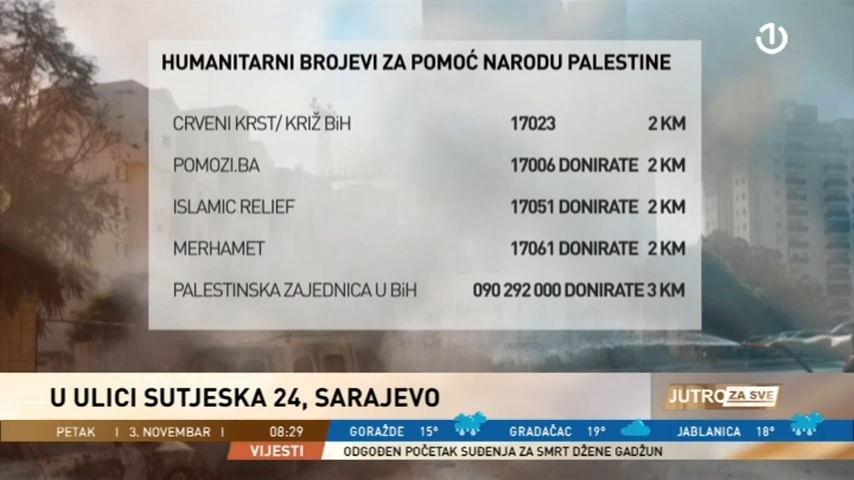 1
HUMANITARNI BROJEVI ZA POMOĆ NARODU PALESTINE
CRVENI KRST/ KRIŽ BiH 17023 2 KM
POMOZI.BA 17006 DONIRATE 2 KM
ISLAMIC RELIEF 17051 DONIRATE 2 KM
MERHAMET 17061 DONIRATE 2 KM
PALESTINSKA ZAJEDNICA U BiH 090 292 000 DONIRATE 3 KM
U ULICI SUTJESKA 24, SARAJEVO
JUTRO ZA SVE
PETAK | 3. NOVEMBAR | 08:29 GORAŽDE 15° GRADAČAC 19° JABLANICA 18°
VIJESTI ODGOĐEN POČETAK SUĐENJA ZA SMRT DŽENE GADŽUN